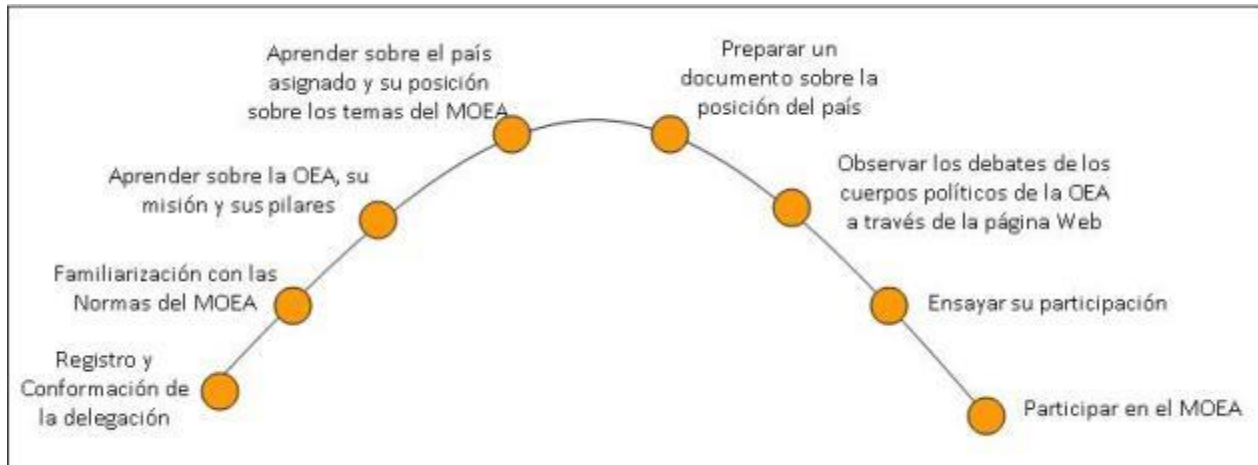 Registro y
Conformación de
la delegación
Familiarización con las
Normas del MOEA
Aprender sobre la OEA, su
misión y sus pilares
Aprender sobre el país
asignado y su posición
sobre los temas del MOEA
Preparar un
documento sobre la
posición del país
Observar los debates de los
cuerpos políticos de la OEA
a través de la página Web
Ensayar su participación
Participar en el MOEA